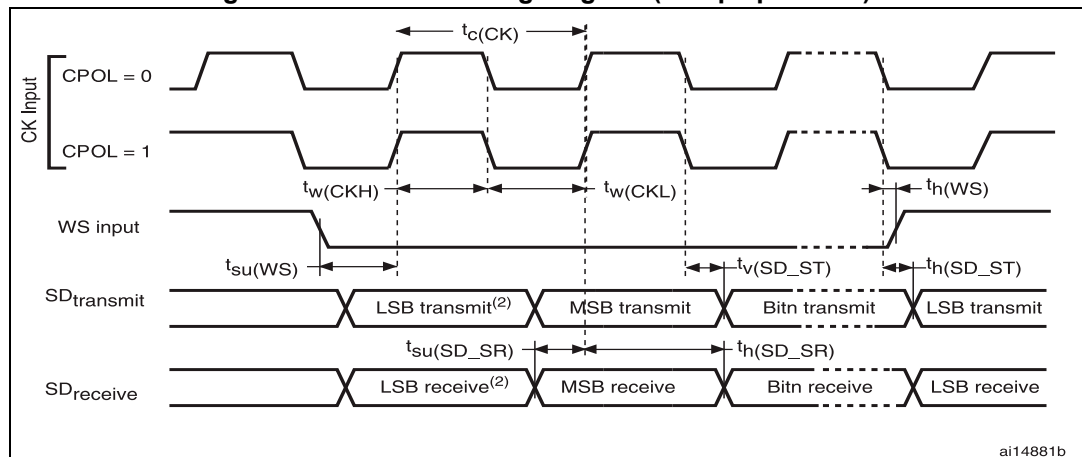 tc(CK)
CK Input
CPOL = 0
CPOL = 1
tw(CKH)
tw(CKL)
th(WS)
WS input
tsu(WS)
tv(SD_ST)
th(SD_ST)
SDtransmit
LSB transmit(2)
MSB transmit
Bitn transmit
LSB transmit
tsu(SD_SR)
th(SD_SR)
SDreceive
LSB receive(2)
MSB receive
Bitn receive
LSB receive
ai14881b